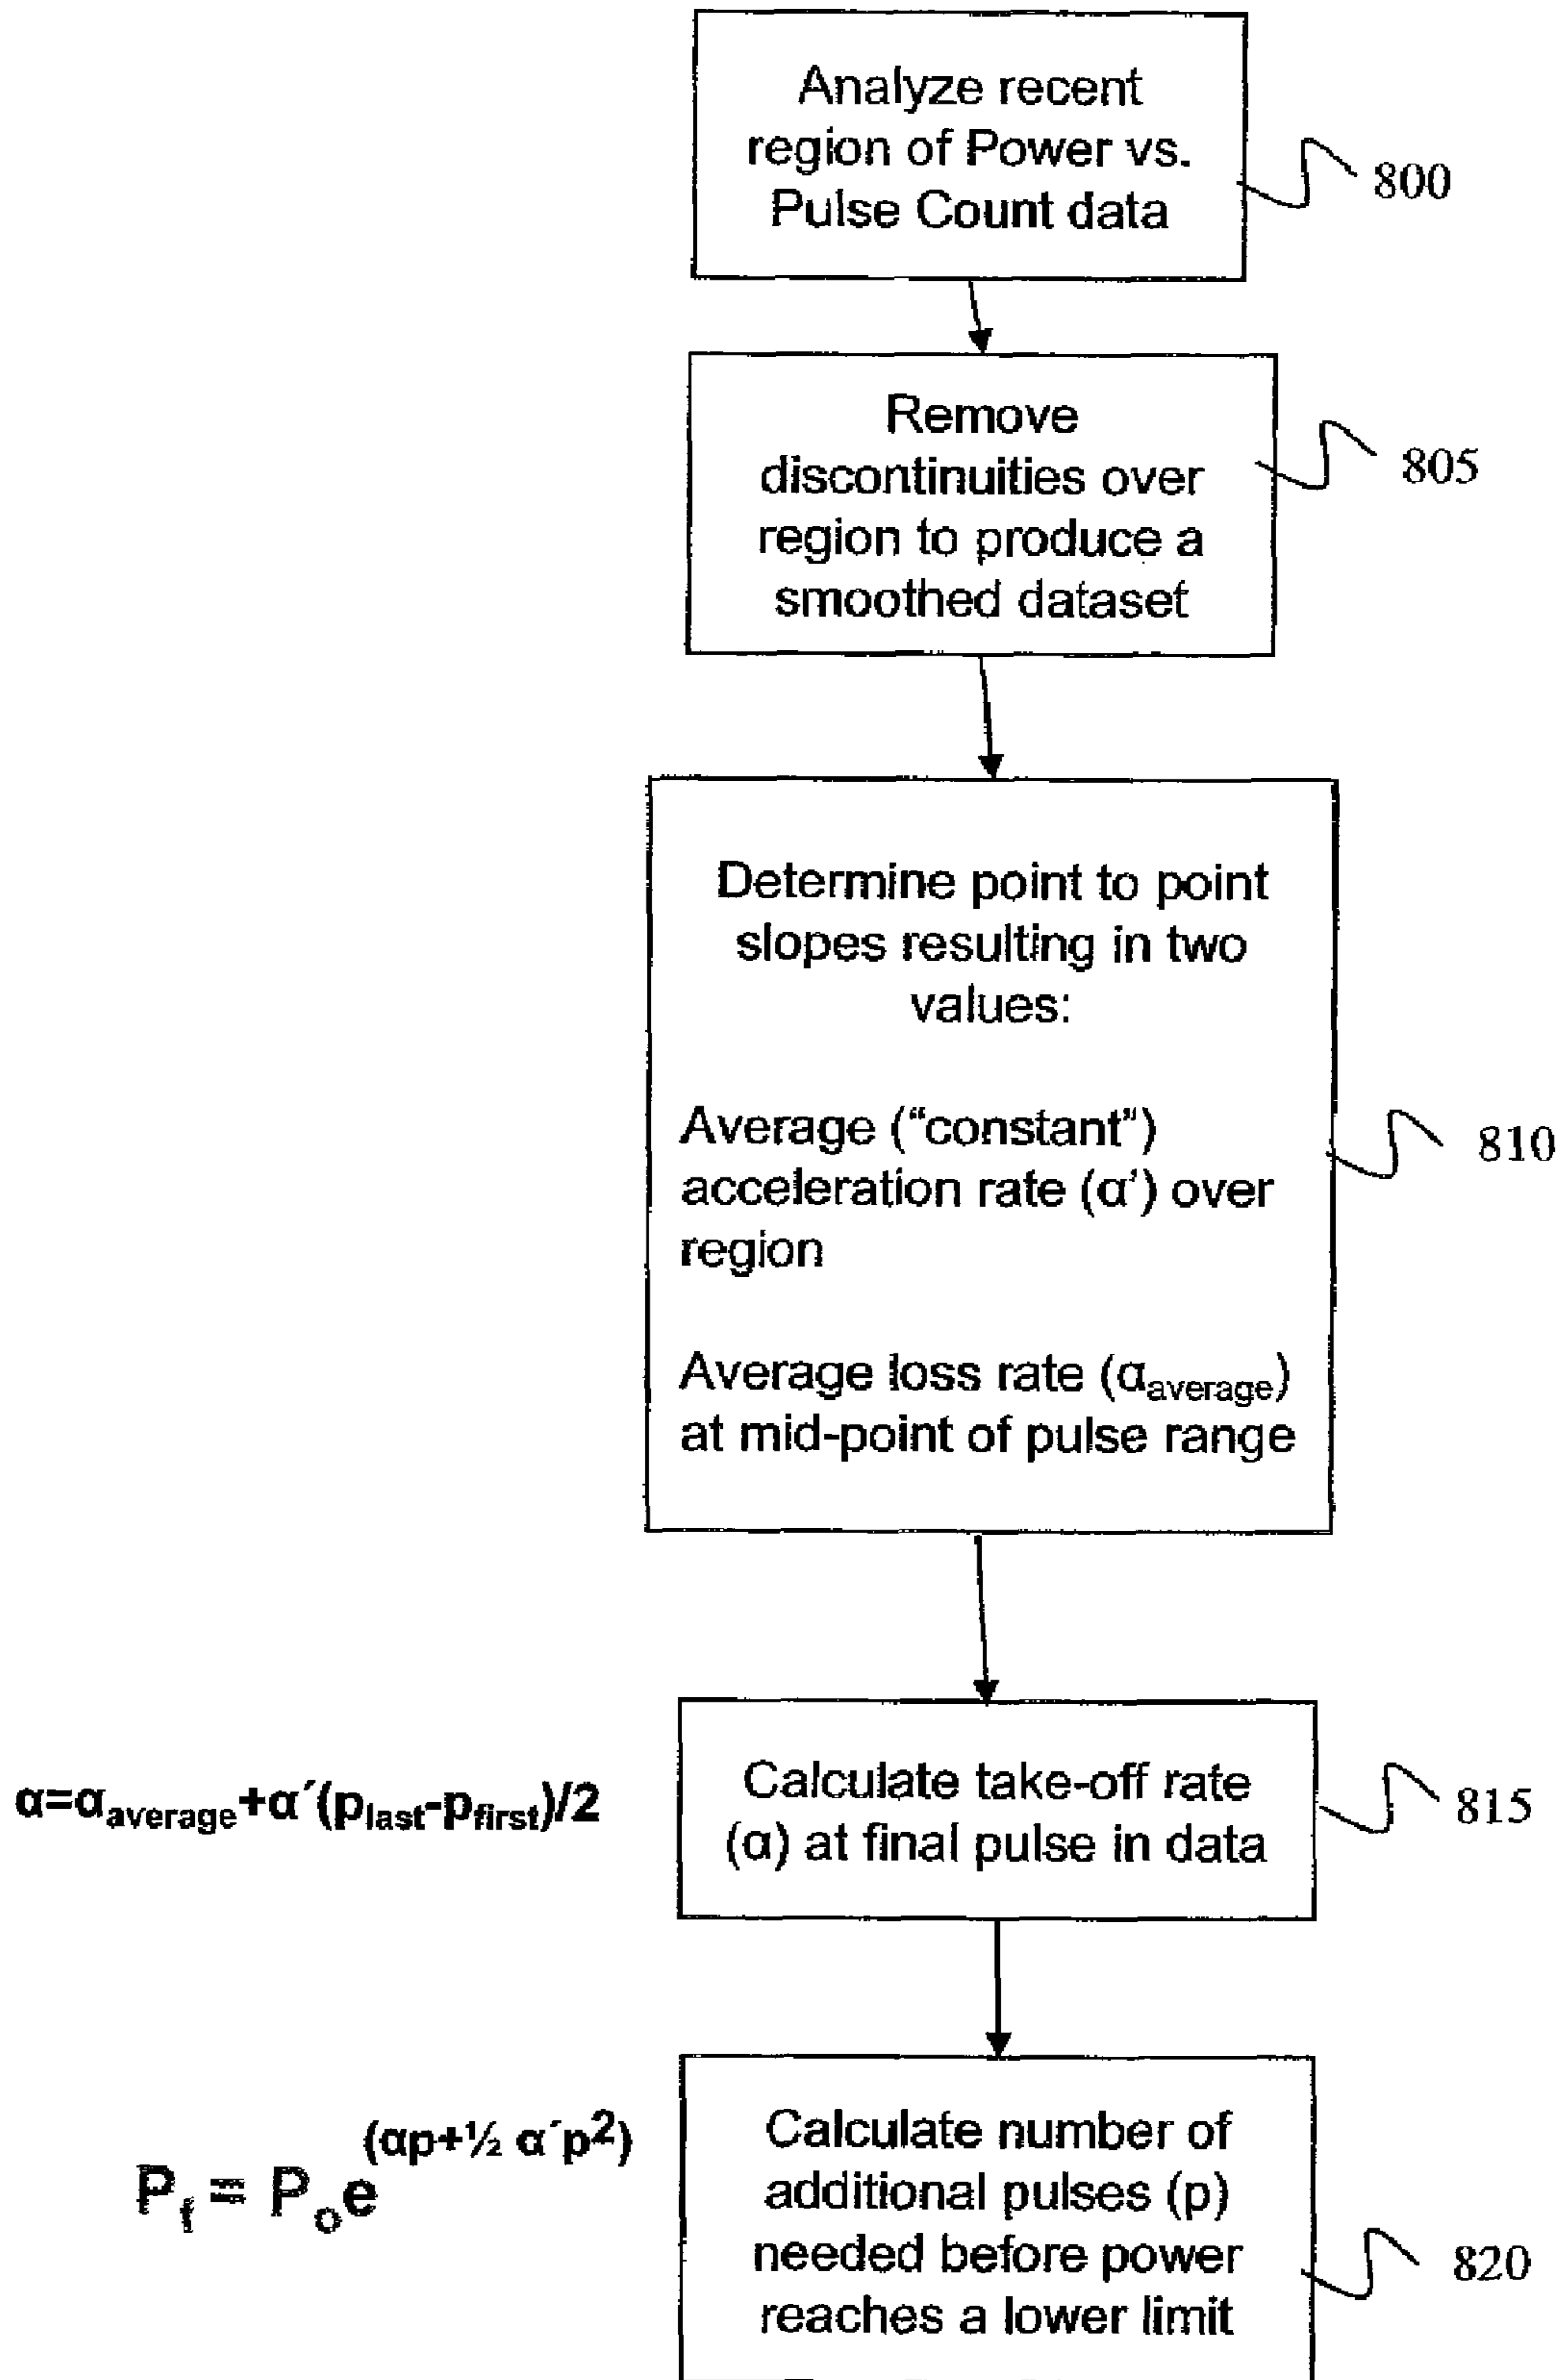 Analyze recent
region of Power vs.
Pulse Count data
800
Remove
discontinuities over
region to produce a
smoothed dataset
805
Determine point to point
slopes resulting in two
values:
Average ("constant")
acceleration rate (α') over
region
Average loss rate (αaverage)
at mid-point of pulse range
810
α=αaverage+α´(plast-pfirst)/2
Calculate take-off rate
(α) at final pulse in data
815
Pf = Poe(αp+½ α´p2)
Calculate number of
additional pulses (p)
needed before power
reaches a lower limit
820